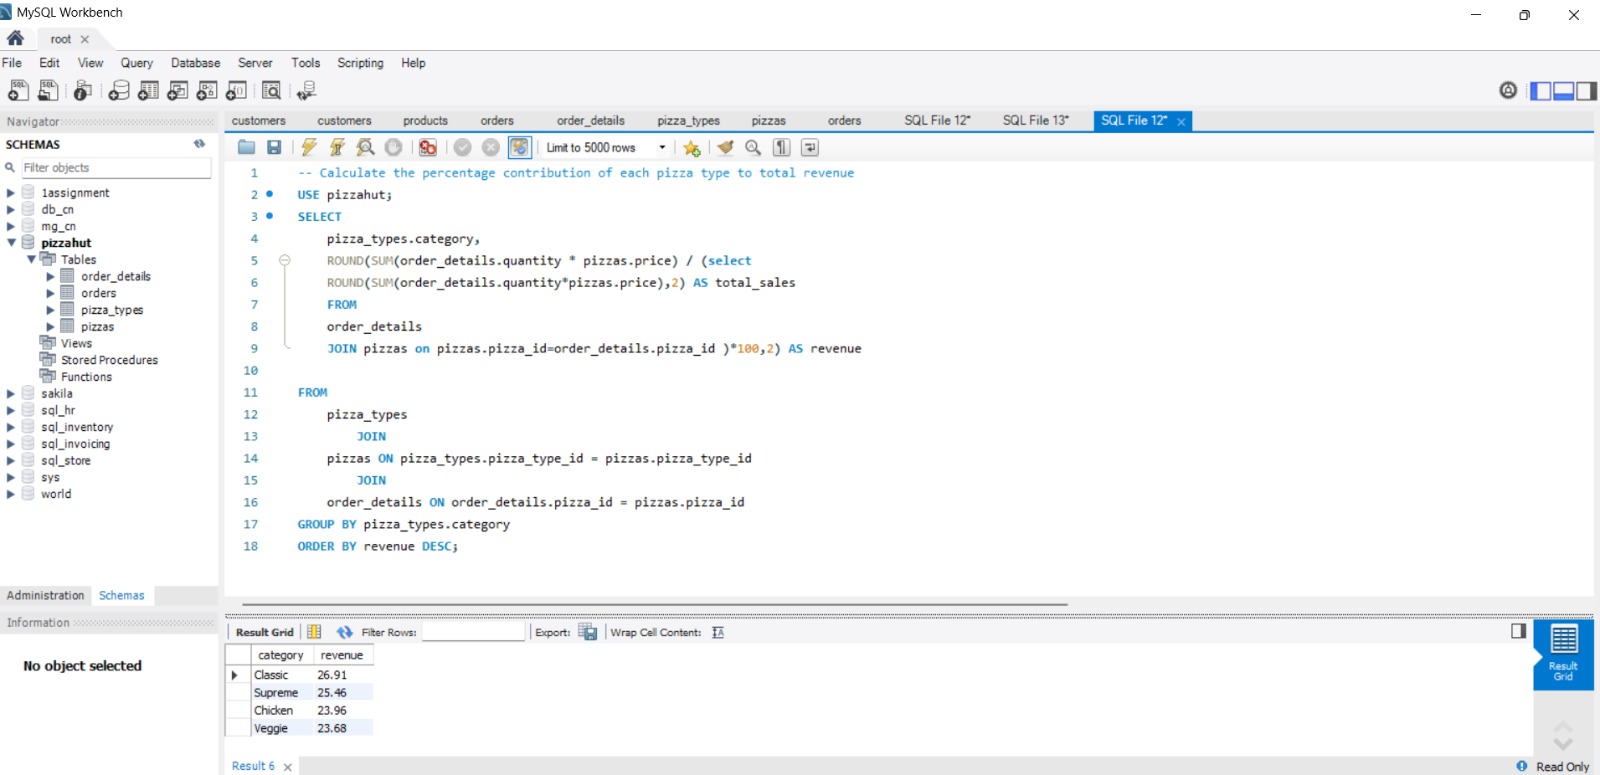 MySQL Workbench
root
File Edit View Query Database Server Tools Scripting Help
Navigator
SCHEMAS
Filter objects
1assignment
db_cn
mg_cn
pizzahut
Tables
order_details
orders
pizza_types
pizzas
Views
Stored Procedures
Functions
sakila
sql_hr
sql_inventory
sql_invoicing
sql_store
sys
world
Administration Schemas
Information
No object selected
customers customers products orders order_details pizza_types pizzas orders SQL File 12* SQL File 13* SQL File 12*
Limit to 5000 rows
1 -- Calculate the percentage contribution of each pizza type to total revenue
2 USE pizzahut;
3 SELECT
4 pizza_types.category,
5 ROUND(SUM(order_details.quantity * pizzas.price) / (select
6 ROUND(SUM(order_details.quantity*pizzas.price),2) AS total_sales
7 FROM
8 order_details
9 JOIN pizzas on pizzas.pizza_id=order_details.pizza_id )*100,2) AS revenue
10
11 FROM
12 pizza_types
13 JOIN
14 pizzas ON pizza_types.pizza_type_id = pizzas.pizza_type_id
15 JOIN
16 order_details ON order_details.pizza_id = pizzas.pizza_id
17 GROUP BY pizza_types.category
18 ORDER BY revenue DESC;
Result Grid Filter Rows: Export: Wrap Cell Content:
category revenue
Classic 26.91
Supreme 25.46
Chicken 23.96
Veggie 23.68
Result
Grid
Result 6
Read Only